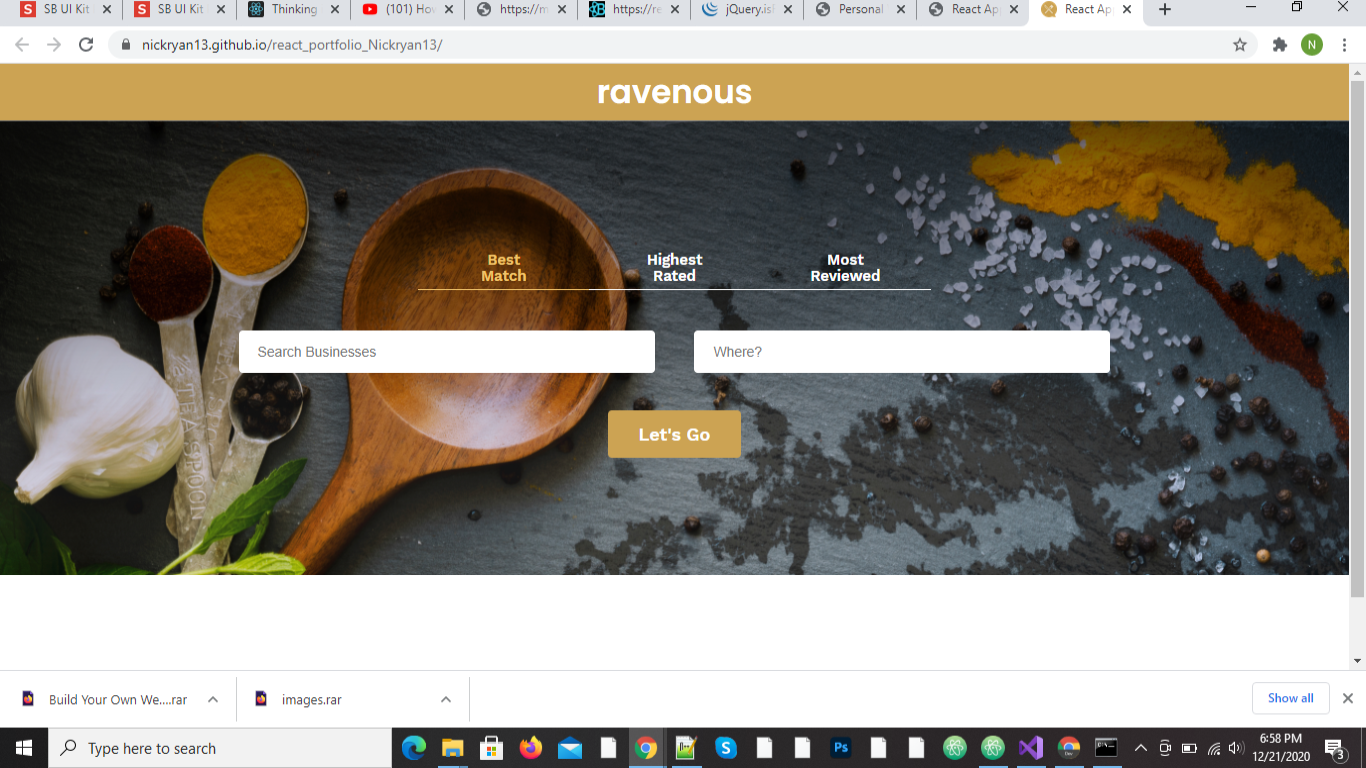 SB UI Kit
SB UI Kit
Thinking
(101) Ho
https://m
https://re
jQuery.is
Personal
React Ap
React Ap
nickryan13.github.io/react_portfolio_Nickryan13/
N
ravenous
Best
Match
Highest
Rated
Most
Reviewed
Search Businesses
Where?
Let's Go
TEASPOON
Build Your Own We....rar
images.rar
Show all
Type here to search
6:58 PM
12/21/2020
3